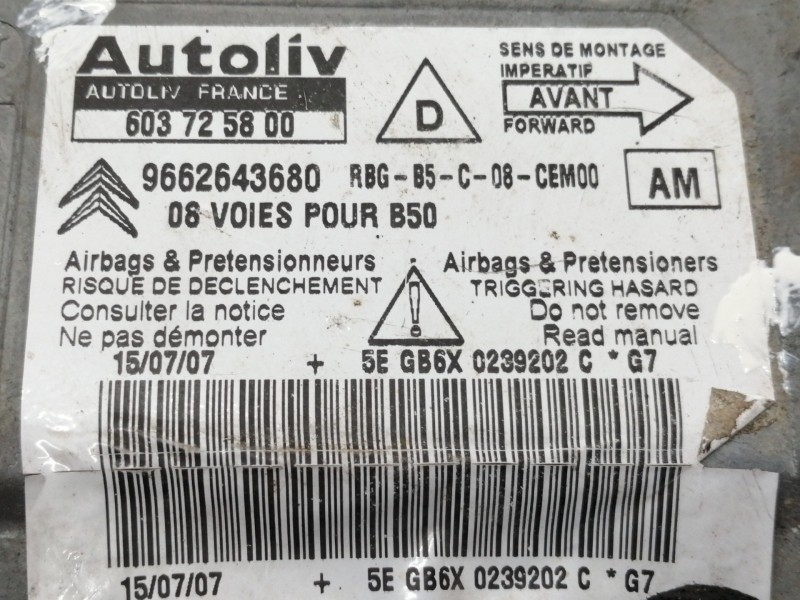 Autoliv
AUTOLIV FRANCE
603 72 58 00
D
SENS DE MONTAGE
IMPERATIF
AVANT
FORWARD
9662643680 RBG-B5-C-08-CEM00
AM
08 VOIES POUR B50
Airbags & Pretensionneurs
RISQUE DE DECLENCHEMENT
Consulter la notice
Ne pas démonter
!
Airbags & Pretensioners
TRIGGERING HASARD
Do not remove
Read manual
15/07/07 + 5E GB6X 0239202 C * G7
15/07/07 + 5E GB6X 0239202 C * G7